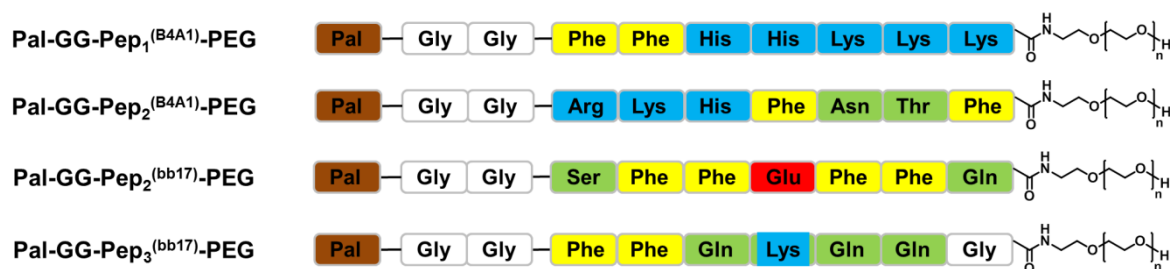 Pal-GG-Pep1(B4A1)-PEG Pal Gly Gly Phe Phe His His Lys Lys Lys O H N O O H n
Pal-GG-Pep2(B4A1)-PEG Pal Gly Gly Arg Lys His Phe Asn Thr Phe O H N O O H n
Pal-GG-Pep2(bb17)-PEG Pal Gly Gly Ser Phe Phe Glu Phe Phe Gln O H N O O H n
Pal-GG-Pep3(bb17)-PEG Pal Gly Gly Phe Phe Gln Lys Gln Gln Gly O H N O O H n